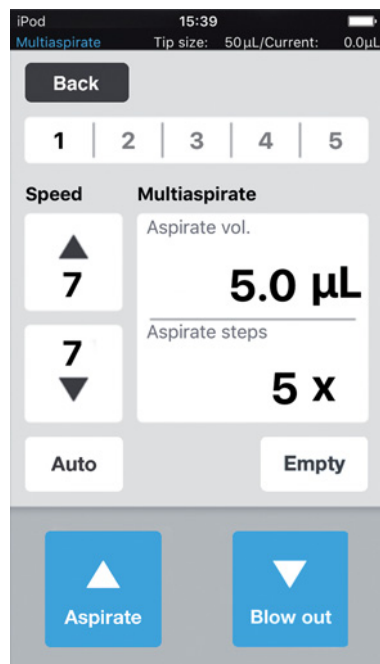 iPod 15:39
Multiaspirate Tip size: 50µL/Current: 0.0µL
Back
1 2 3 4 5
Speed Multiaspirate
Aspirate vol.
7 5.0 µL
Aspirate steps
7 5 x
Auto Empty
Aspirate Blow out